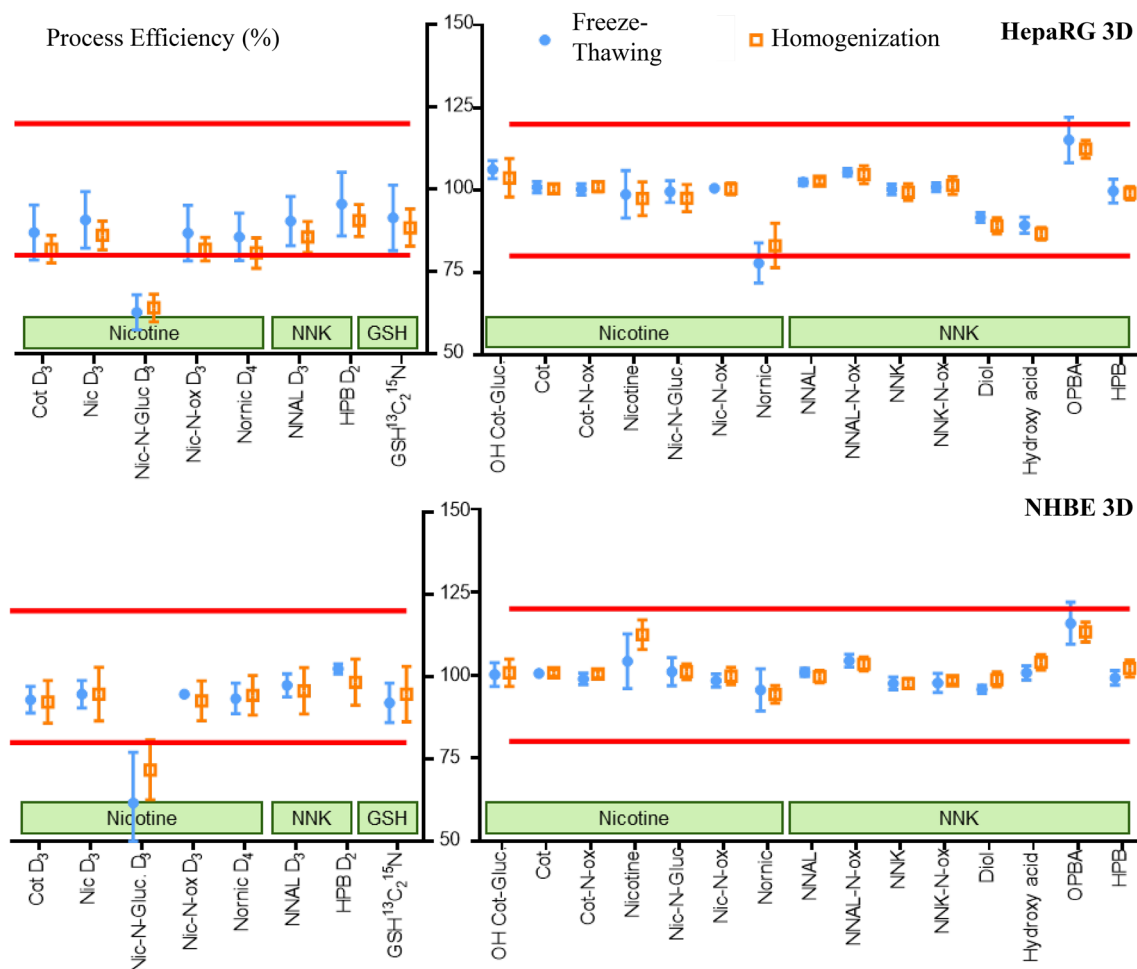 Process Efficiency (%)
Freeze-
Thawing
Homogenization
HepaRG 3D
150
125
100
75
50
Nicotine
NNK
GSH
Nicotine
NNK
Cot D₃
Nic D₃
Nic-N-Gluc D₃
Nic-N-ox D₃
Nornic D₄
NNAL D₃
HPB D₂
GSH¹³C₂¹⁵N
OH Cot-Gluc.
Cot
Cot-N-ox
Nicotine
Nic-N-Gluc.
Nic-N-ox
Nornic
NNAL
NNAL-N-ox
NNK
NNK-N-ox
Diol
Hydroxy acid
OPBA
HPB
NHBE 3D
150
125
100
75
50
Nicotine
NNK
GSH
Nicotine
NNK
Cot D₃
Nic D₃
Nic-N-Gluc. D₃
Nic-N-ox D₃
Nornic D₄
NNAL D₃
HPB D₂
GSH¹³C₂¹⁵N
OH Cot-Gluc.
Cot
Cot-N-ox
Nicotine
Nic-N-Gluc
Nic-N-ox
Nornic
NNAL
NNAL-N-ox
NNK
NNK-N-ox
Diol
Hydroxy acid
OPBA
HPB